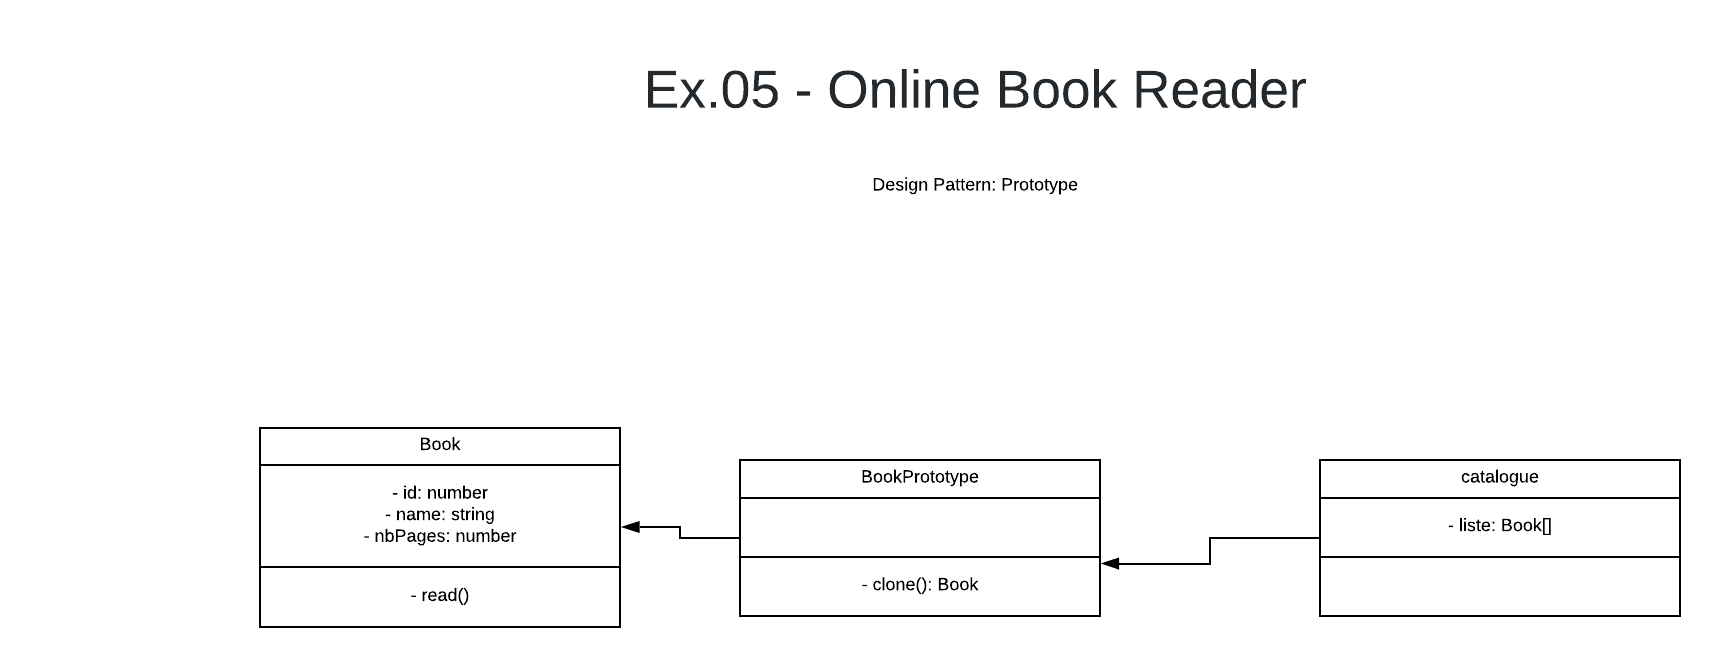 Ex.05 - Online Book Reader
Design Pattern: Prototype
Book
- id: number
- name: string
- nbPages: number
- read()
BookPrototype
- clone(): Book
catalogue
- liste: Book[]